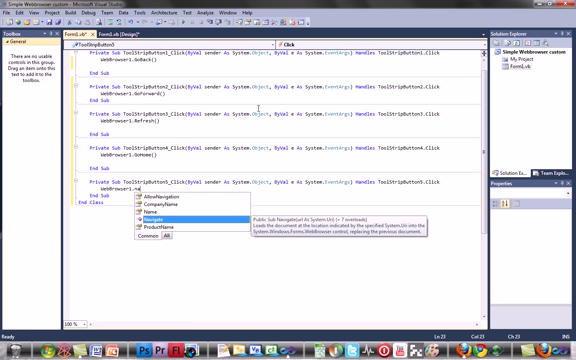 Simple Webbrowser custom - Microsoft Visual Studio
File Edit View Project Build Debug Data Tools Architecture Test Analyze Window Help
Toolbox
General
There are no usable
controls in this group.
Drag an item onto this
text to add it to the
toolbox.
Form1.vb* Form1.vb [Design]*
ToolStripButton5 Click
Private Sub ToolStripButton1_Click(ByVal sender As System.Object, ByVal e As System.EventArgs) Handles ToolStripButton1.Click
WebBrowser1.GoBack()
End Sub
Private Sub ToolStripButton2_Click(ByVal sender As System.Object, ByVal e As System.EventArgs) Handles ToolStripButton2.Click
WebBrowser1.GoForward()
End Sub
Private Sub ToolStripButton3_Click(ByVal sender As System.Object, ByVal e As System.EventArgs) Handles ToolStripButton3.Click
WebBrowser1.Refresh()
End Sub
Private Sub ToolStripButton4_Click(ByVal sender As System.Object, ByVal e As System.EventArgs) Handles ToolStripButton4.Click
WebBrowser1.GoHome()
End Sub
Private Sub ToolStripButton5_Click(ByVal sender As System.Object, ByVal e As System.EventArgs) Handles ToolStripButton5.Click
WebBrowser1.na
End Sub
End Class
AllowNavigation
CompanyName
Name
Navigate
ProductName
Common All
Public Sub Navigate(url As System.Uri) (+ 7 overloads)
Loads the document at the location indicated by the specified System.Uri into the
System.Windows.Forms.WebBrowser control, replacing the previous document.
100 %
Solution Explorer
Simple Webbrowser custom
My Project
Form1.vb
Solution Ex... Team Explor...
Properties
Ready
Ln 23 Col 23 Ch 23 INS